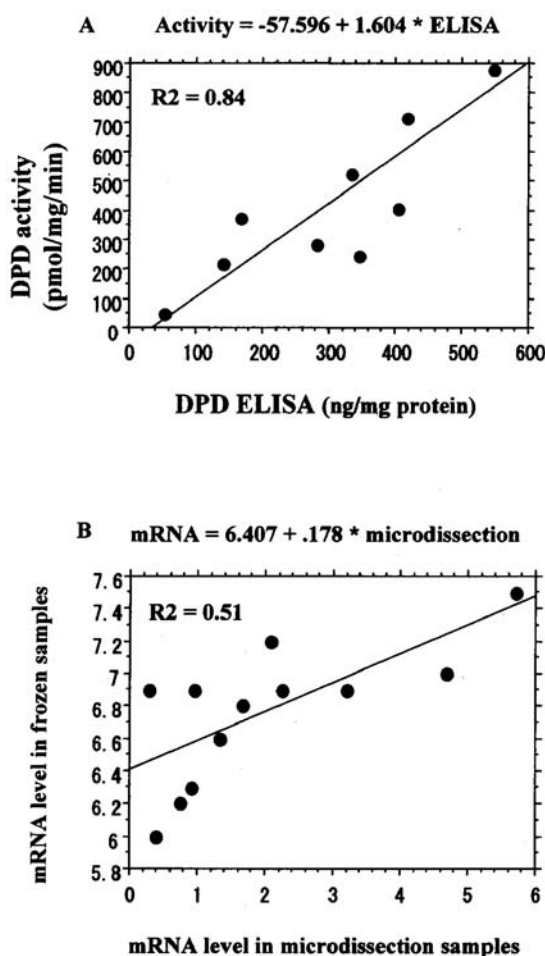 A Activity = -57.596 + 1.604 * ELISA
R2 = 0.84
900
800
700
600
500
400
300
200
100
0
DPD activity
(pmol/mg/min)
0 100 200 300 400 500 600
DPD ELISA (ng/mg protein)
B mRNA = 6.407 + .178 * microdissection
R2 = 0.51
7.6
7.4
7.2
7
6.8
6.6
6.4
6.2
6
5.8
mRNA level in frozen samples
0 1 2 3 4 5 6
mRNA level in microdissection samples